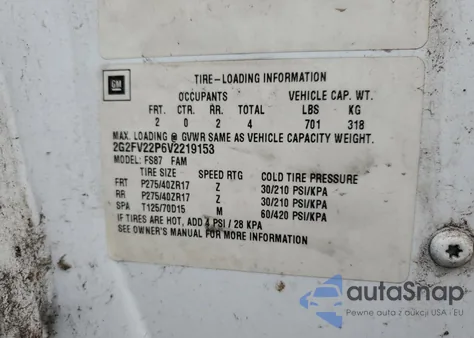 GM
TIRE-LOADING INFORMATION
OCCUPANTS VEHICLE CAP. WT.
FRT. CTR. RR. TOTAL LBS KG
2 0 2 4 701 318
MAX. LOADING @ GVWR SAME AS VEHICLE CAPACITY WEIGHT.
2G2FV22P6V2219153
MODEL: FS87 FAM
TIRE SIZE SPEED RTG COLD TIRE PRESSURE
FRT P275/40ZR17 Z 30/210 PSI/KPA
RR P275/40ZR17 Z 30/210 PSI/KPA
SPA T125/70D15 M 60/420 PSI/KPA
IF TIRES ARE HOT, ADD 4 PSI / 28 KPA
SEE OWNER'S MANUAL FOR MORE INFORMATION
autoSnap
Pewne auta z aukcji USA i EU